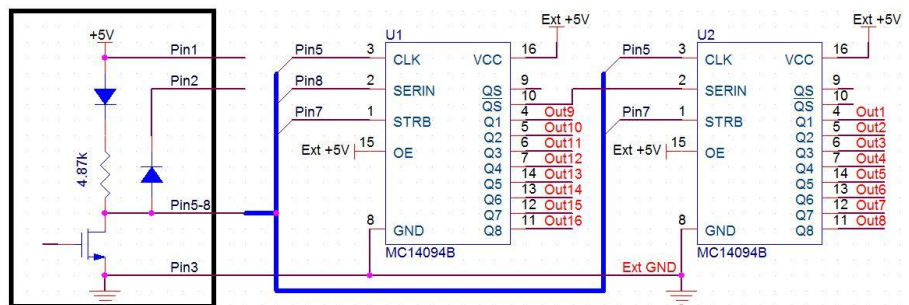 +5V
Pin1
Pin2
4.87k
Pin5-8
Pin3
U1
Ext +5V
Pin5
3
CLK
VCC
16
Pin8
2
SERIN
QS
9
QS
10
Pin7
1
STRB
Q1
4
Out9
Q2
5
Out10
Ext +5V
15
OE
Q3
6
Out11
Q4
7
Out12
Q5
14
Out13
Q6
13
Out14
Q7
12
Out15
8
GND
Q8
11
Out16
MC14094B
U2
Ext +5V
Pin5
3
CLK
VCC
16
2
SERIN
QS
9
QS
10
Pin7
1
STRB
Q1
4
Out1
Q2
5
Out2
Ext +5V
15
OE
Q3
6
Out3
Q4
7
Out4
Q5
14
Out5
Q6
13
Out6
Q7
12
Out7
8
GND
Q8
11
Out8
MC14094B
Ext GND